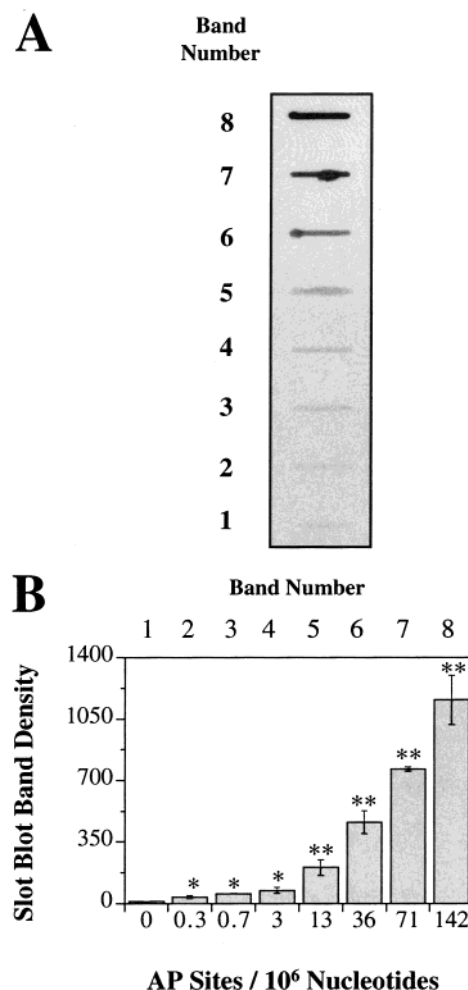 A
Band
Number
8
7
6
5
4
3
2
1
B
Band Number
1 2 3 4 5 6 7 8
1400
1050
700
350
0
Slot Blot Band Density
* * * ** ** ** **
0 0.3 0.7 3 13 36 71 142
AP Sites / 10⁶ Nucleotides